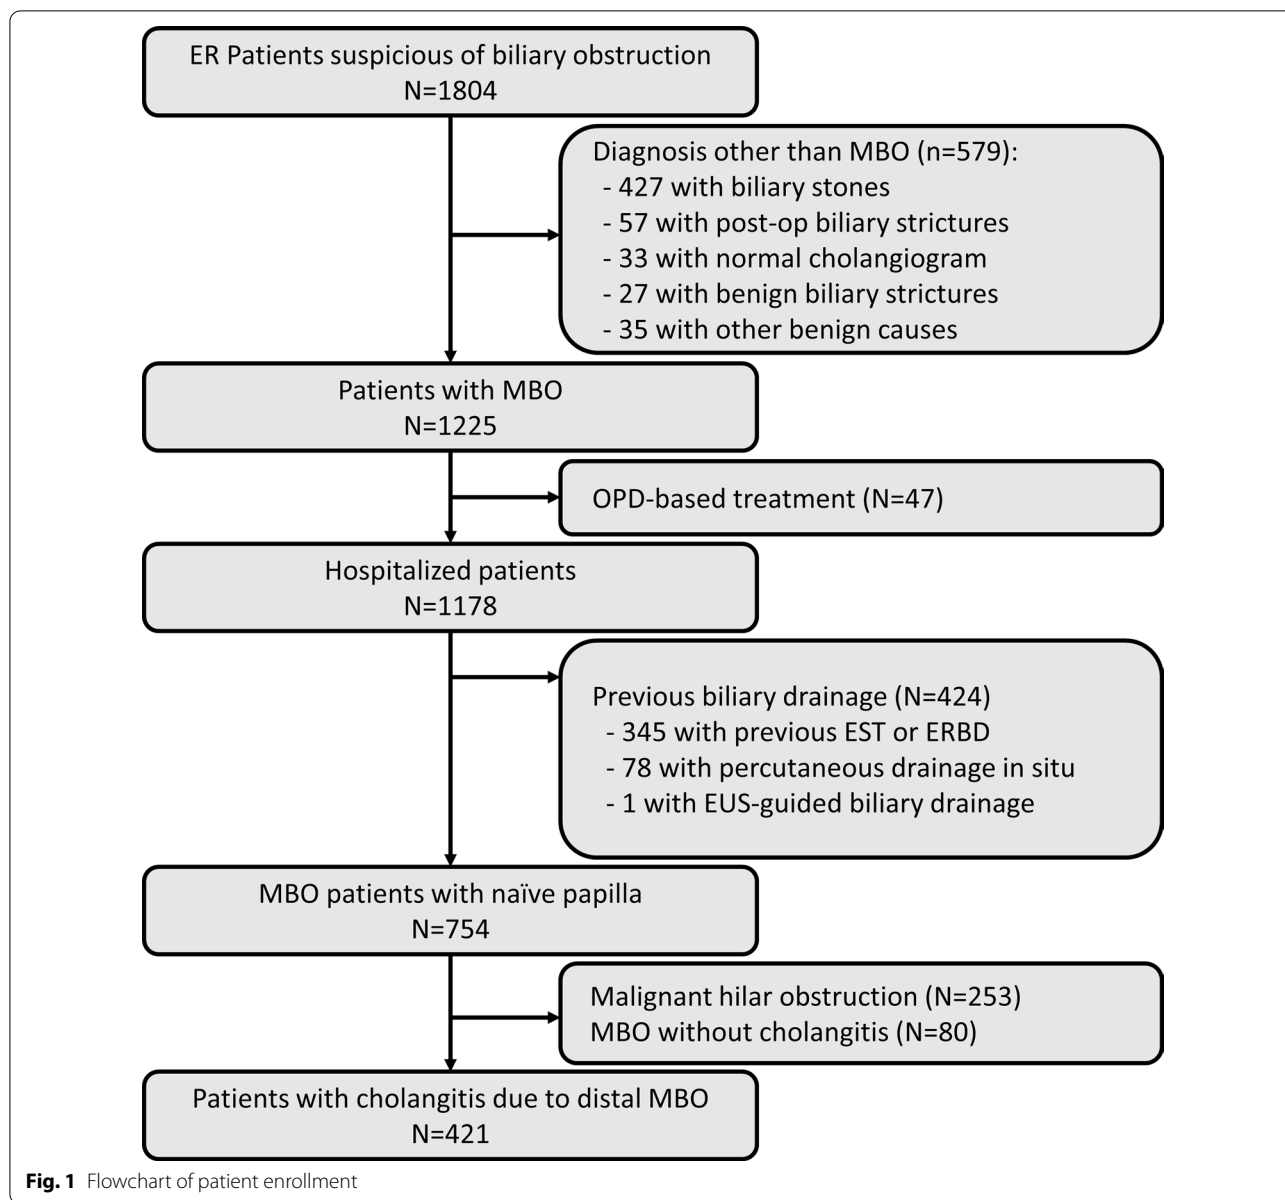 ER Patients suspicious of biliary obstruction
N=1804
Diagnosis other than MBO (n=579):
- 427 with biliary stones
- 57 with post-op biliary strictures
- 33 with normal cholangiogram
- 27 with benign biliary strictures
- 35 with other benign causes
Patients with MBO
N=1225
OPD-based treatment (N=47)
Hospitalized patients
N=1178
Previous biliary drainage (N=424)
- 345 with previous EST or ERBD
- 78 with percutaneous drainage in situ
- 1 with EUS-guided biliary drainage
MBO patients with naïve papilla
N=754
Malignant hilar obstruction (N=253)
MBO without cholangitis (N=80)
Patients with cholangitis due to distal MBO
N=421
Fig. 1 Flowchart of patient enrollment